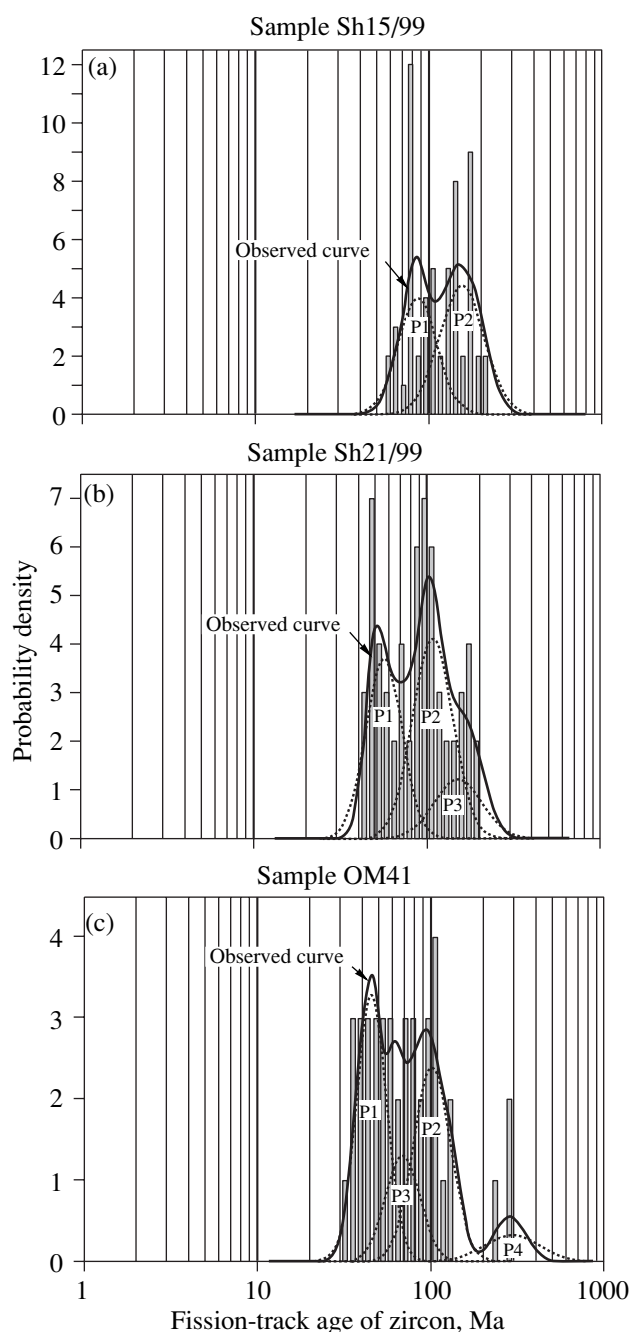 Sample Sh15/99
(a)
12
10
8
6
Observed curve
4
P1
P2
2
0
Sample Sh21/99
(b)
7
6
5
Observed curve
4
3
P1
P2
2
1
P3
0
Probability density
Sample OM41
(c)
4
Observed curve
3
2
P1
P2
1
P3
P4
0
1
10
100
1000
Fission-track age of zircon, Ma